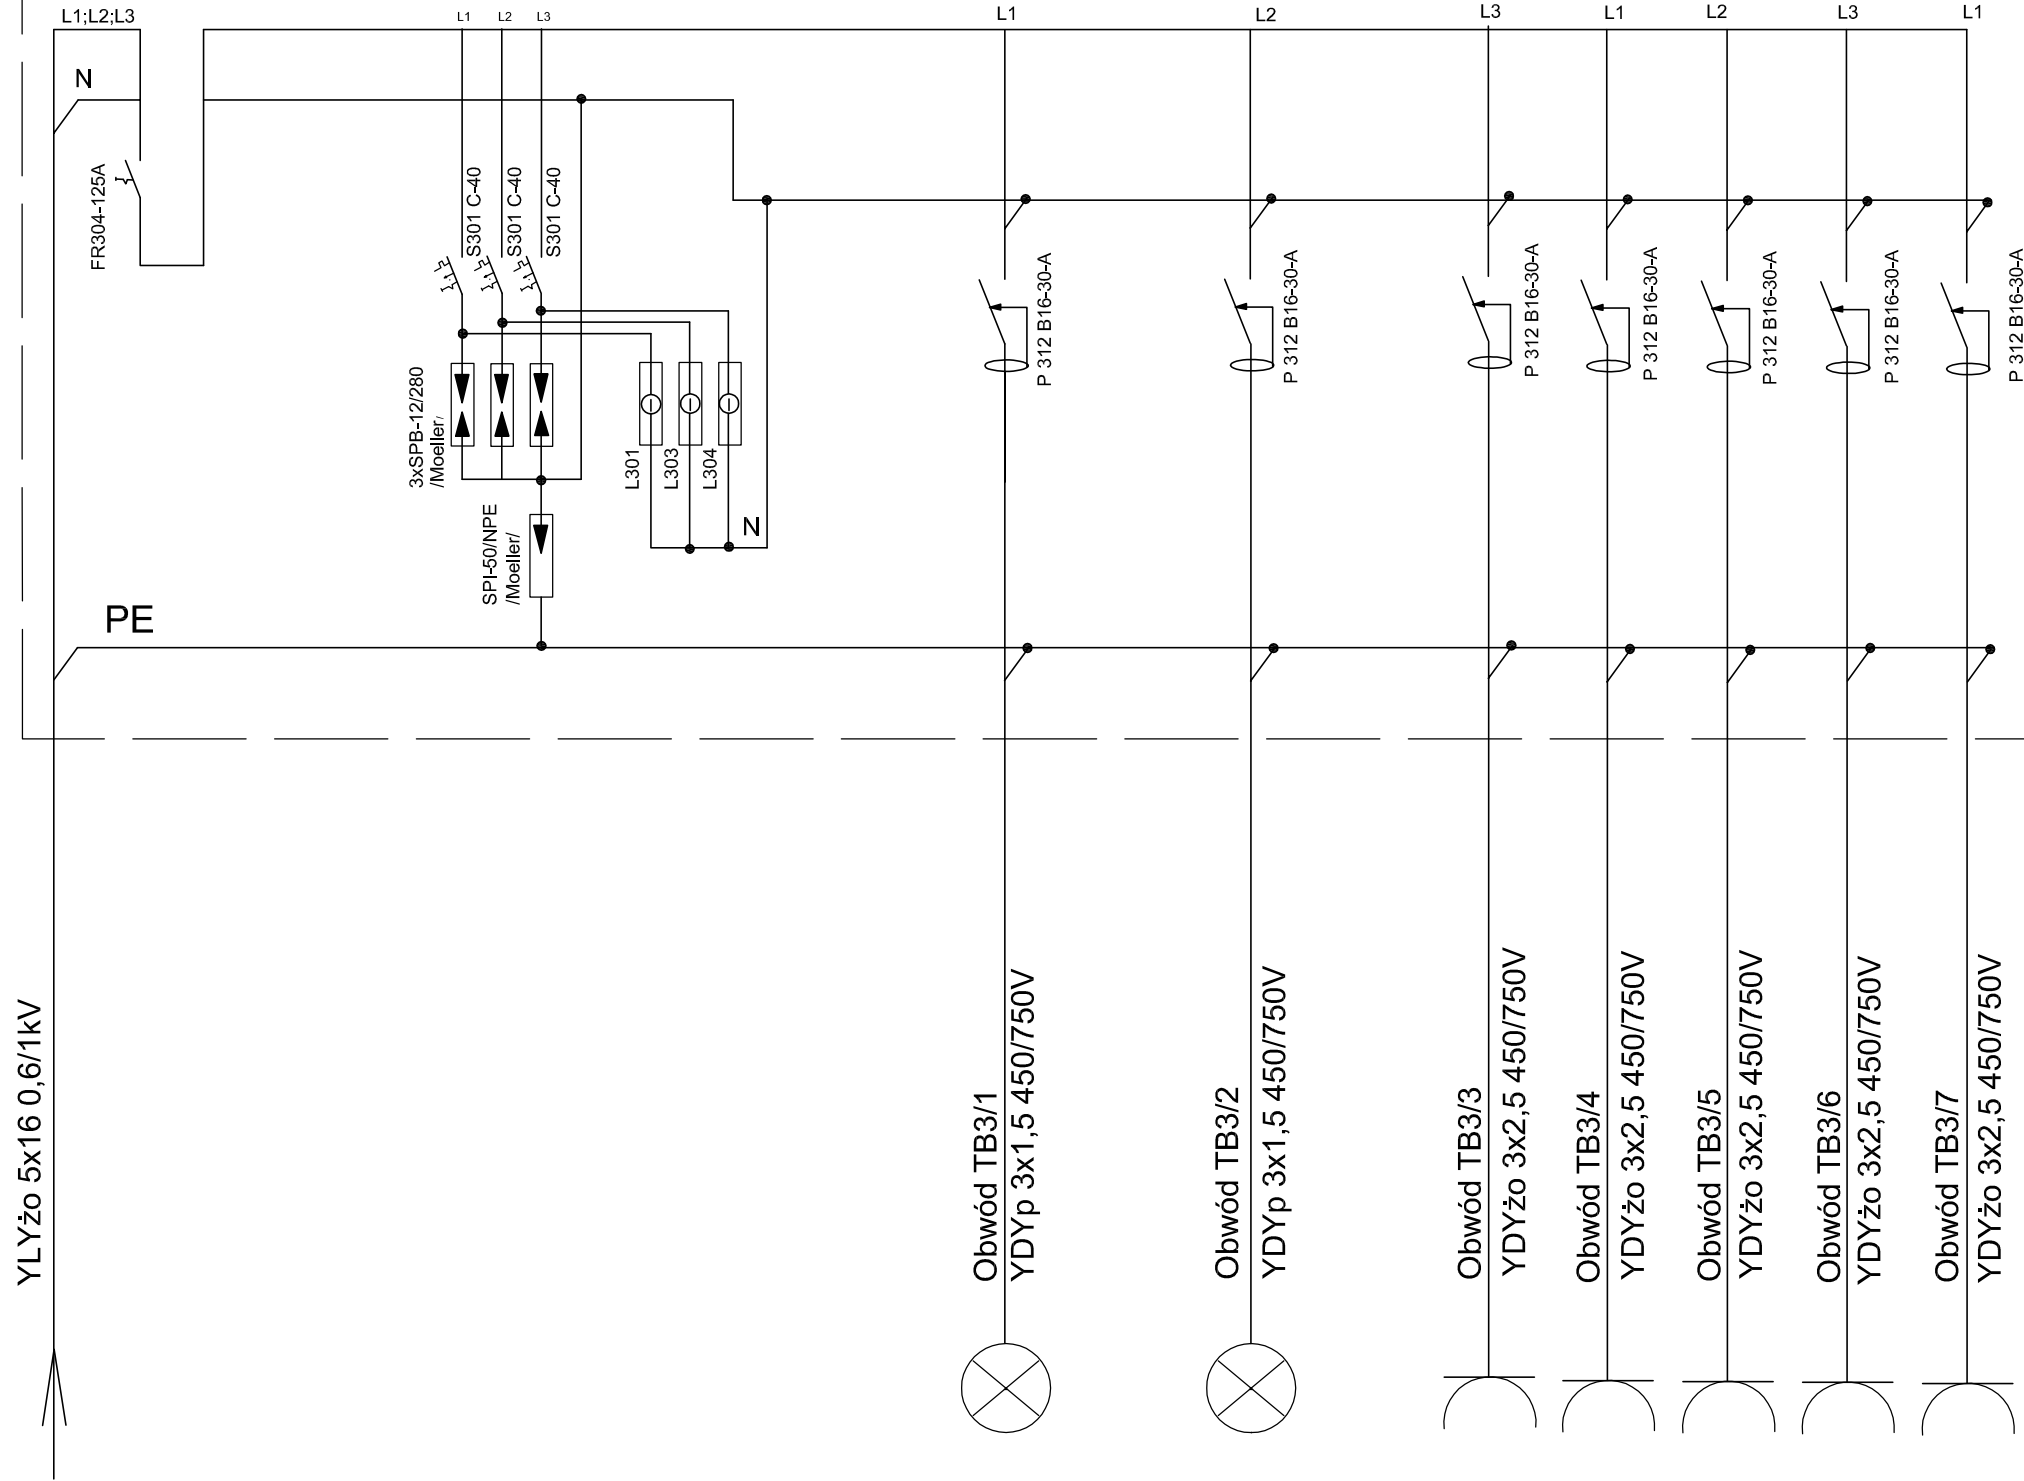 L1;L2;L3
L1
L2
L3
L1
L2
L3
L1
L2
L3
L1
N
FR304-125A
S301 C-40
S301 C-40
S301 C-40
P 312 B16-30-A
P 312 B16-30-A
P 312 B16-30-A
P 312 B16-30-A
P 312 B16-30-A
P 312 B16-30-A
P 312 B16-30-A
3xSPB-12/280
/Moeller/
L301
L303
L304
N
SPI-50/NPE
/Moeller/
PE
YLYżo 5x16 0,6/1kV
Obwód TB3/1
YDYp 3x1,5 450/750V
Obwód TB3/2
YDYp 3x1,5 450/750V
Obwód TB3/3
YDYżo 3x2,5 450/750V
Obwód TB3/4
YDYżo 3x2,5 450/750V
Obwód TB3/5
YDYżo 3x2,5 450/750V
Obwód TB3/6
YDYżo 3x2,5 450/750V
Obwód TB3/7
YDYżo 3x2,5 450/750V